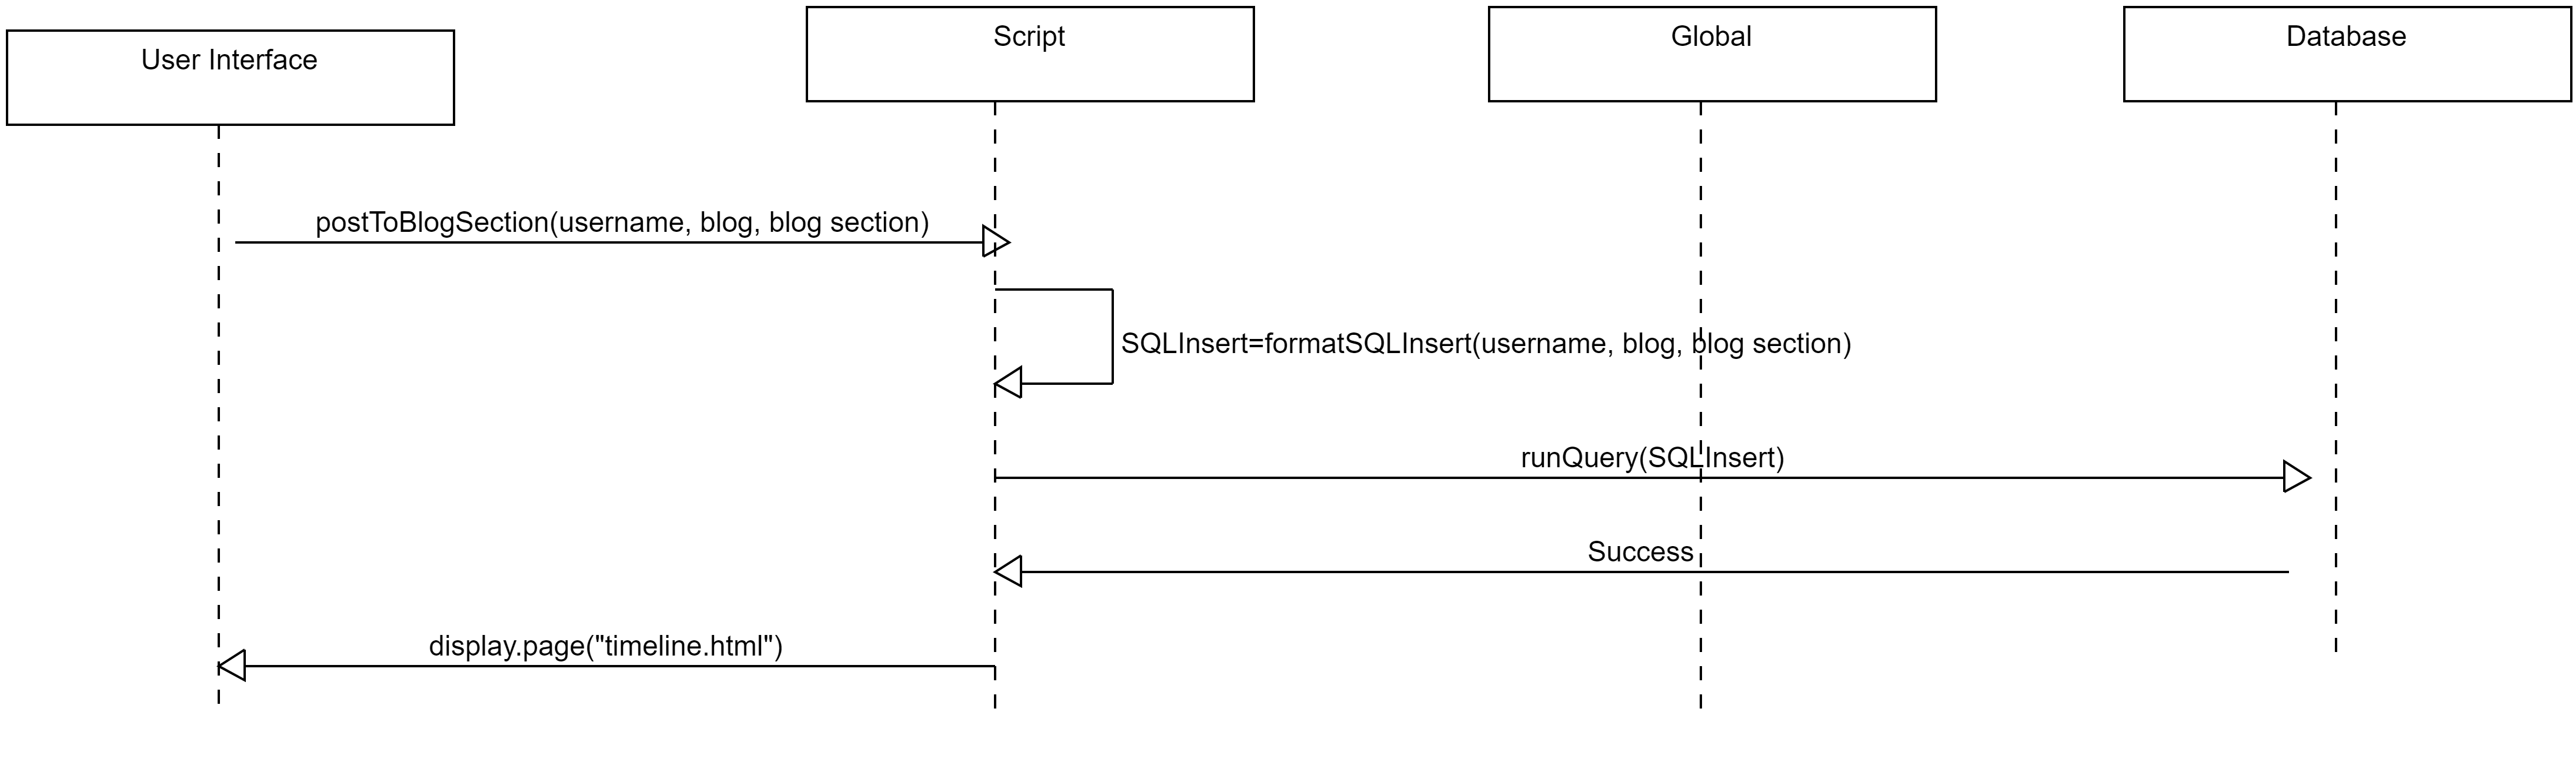 User Interface
Script
Global
Database
postToBlogSection(username, blog, blog section)
SQLInsert=formatSQLInsert(username, blog, blog section)
runQuery(SQLInsert)
Success
display.page("timeline.html")